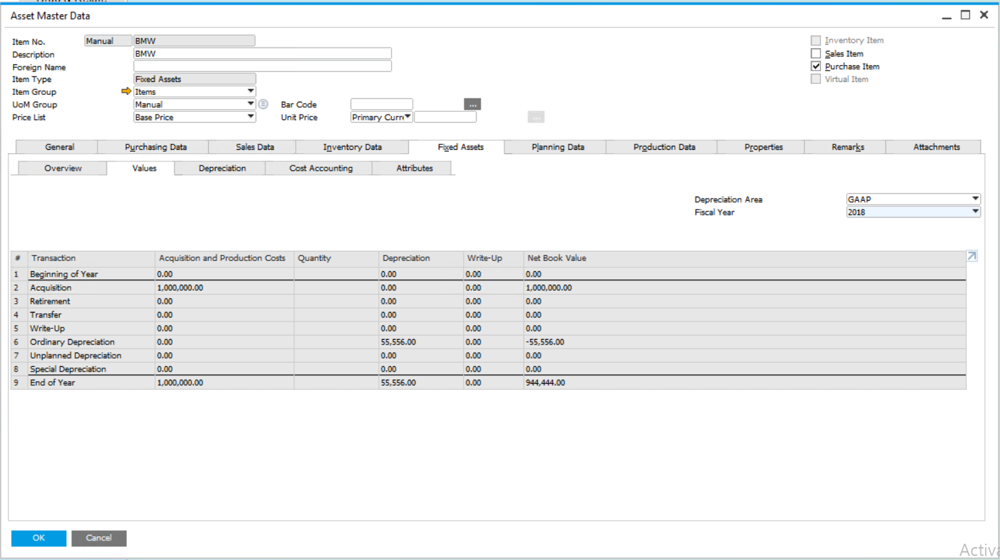 Asset Master Data
Item No. Manual BMW
Inventory Item
Description BMW
Sales Item
Foreign Name
Purchase Item
Item Type Fixed Assets
Virtual Item
Item Group Items
UoM Group Manual Bar Code ...
Price List Base Price Unit Price Primary Curr ...
General Purchasing Data Sales Data Inventory Data Fixed Assets Planning Data Production Data Properties Remarks Attachments
Overview Values Depreciation Cost Accounting Attributes
Depreciation Area GAAP
Fiscal Year 2018
# Transaction Acquisition and Production Costs Quantity Depreciation Write-Up Net Book Value
1 Beginning of Year 0.00 0.00 0.00 0.00
2 Acquisition 1,000,000.00 0.00 0.00 1,000,000.00
3 Retirement 0.00 0.00 0.00 0.00
4 Transfer 0.00 0.00 0.00 0.00
5 Write-Up 0.00 0.00 0.00 0.00
6 Ordinary Depreciation 0.00 55,556.00 0.00 -55,556.00
7 Unplanned Depreciation 0.00 0.00 0.00 0.00
8 Special Depreciation 0.00 0.00 0.00 0.00
9 End of Year 1,000,000.00 55,556.00 0.00 944,444.00
OK Cancel
Activa